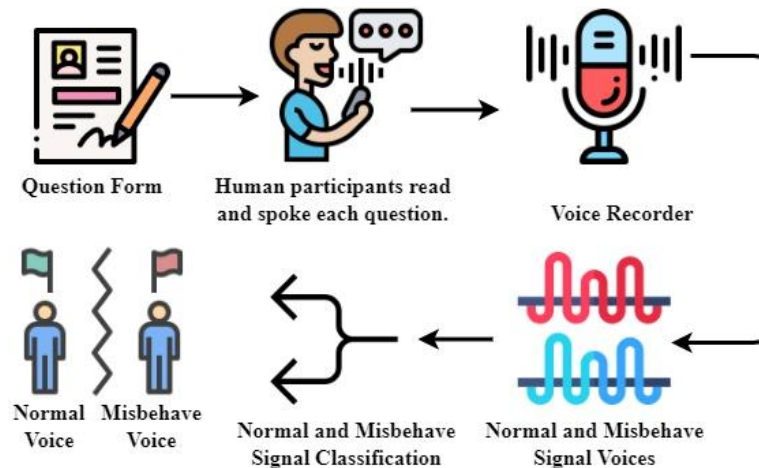 Question Form
Human participants read
and spoke each question.
Voice Recorder
Normal
Voice
Misbehave
Voice
Normal and Misbehave
Signal Classification
Normal and Misbehave
Signal Voices